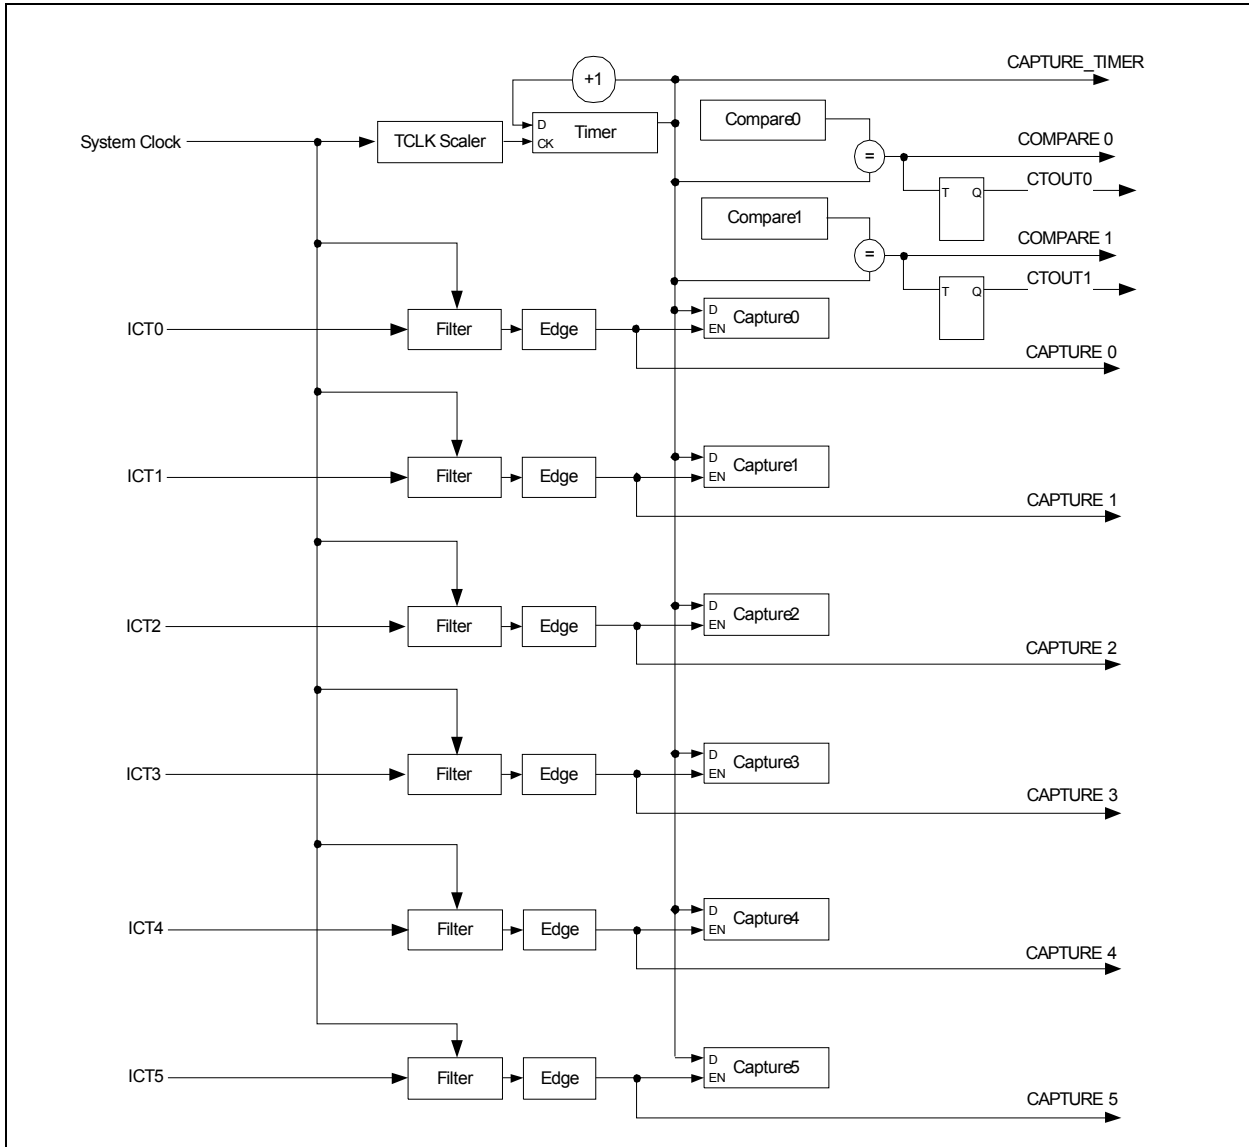 CAPTURE_TIMER
+1
D
CK
Timer
Compare0
System Clock
TCLK Scaler
=
COMPARE 0
T Q
CTOUT0
Compare1
=
COMPARE 1
T Q
CTOUT1
ICT0
Filter
Edge
D
EN
Capture0
CAPTURE 0
ICT1
Filter
Edge
D
EN
Capture1
CAPTURE 1
ICT2
Filter
Edge
D
EN
Capture2
CAPTURE 2
ICT3
Filter
Edge
D
EN
Capture3
CAPTURE 3
ICT4
Filter
Edge
D
EN
Capture4
CAPTURE 4
ICT5
Filter
Edge
D
EN
Capture5
CAPTURE 5